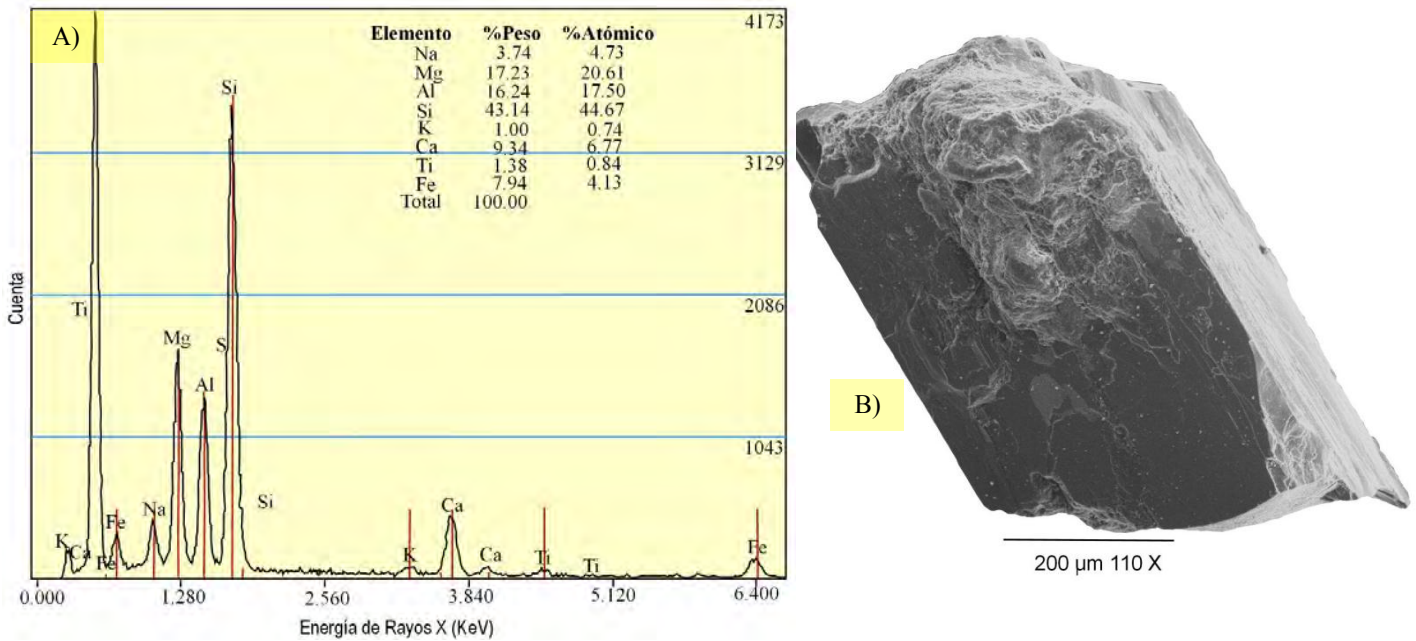 A)
Elemento %Peso %Atómico
Na 3.74 4.73
Mg 17.23 20.61
Al 16.24 17.50
Si 43.14 44.67
K 1.00 0.74
Ca 9.34 6.77
Ti 1.38 0.84
Fe 7.94 4.13
Total 100.00
4173
3129
2086
1043
Cuenta
Si
Ti
Mg
S
Al
Si
Na
Fe
K
Ca
Fe
Ca
K
Ca
Ti
Ti
Fe
0.000 1.280 2.560 3.840 5.120 6.400
Energía de Rayos X (KeV)
B)
200 µm 110 X